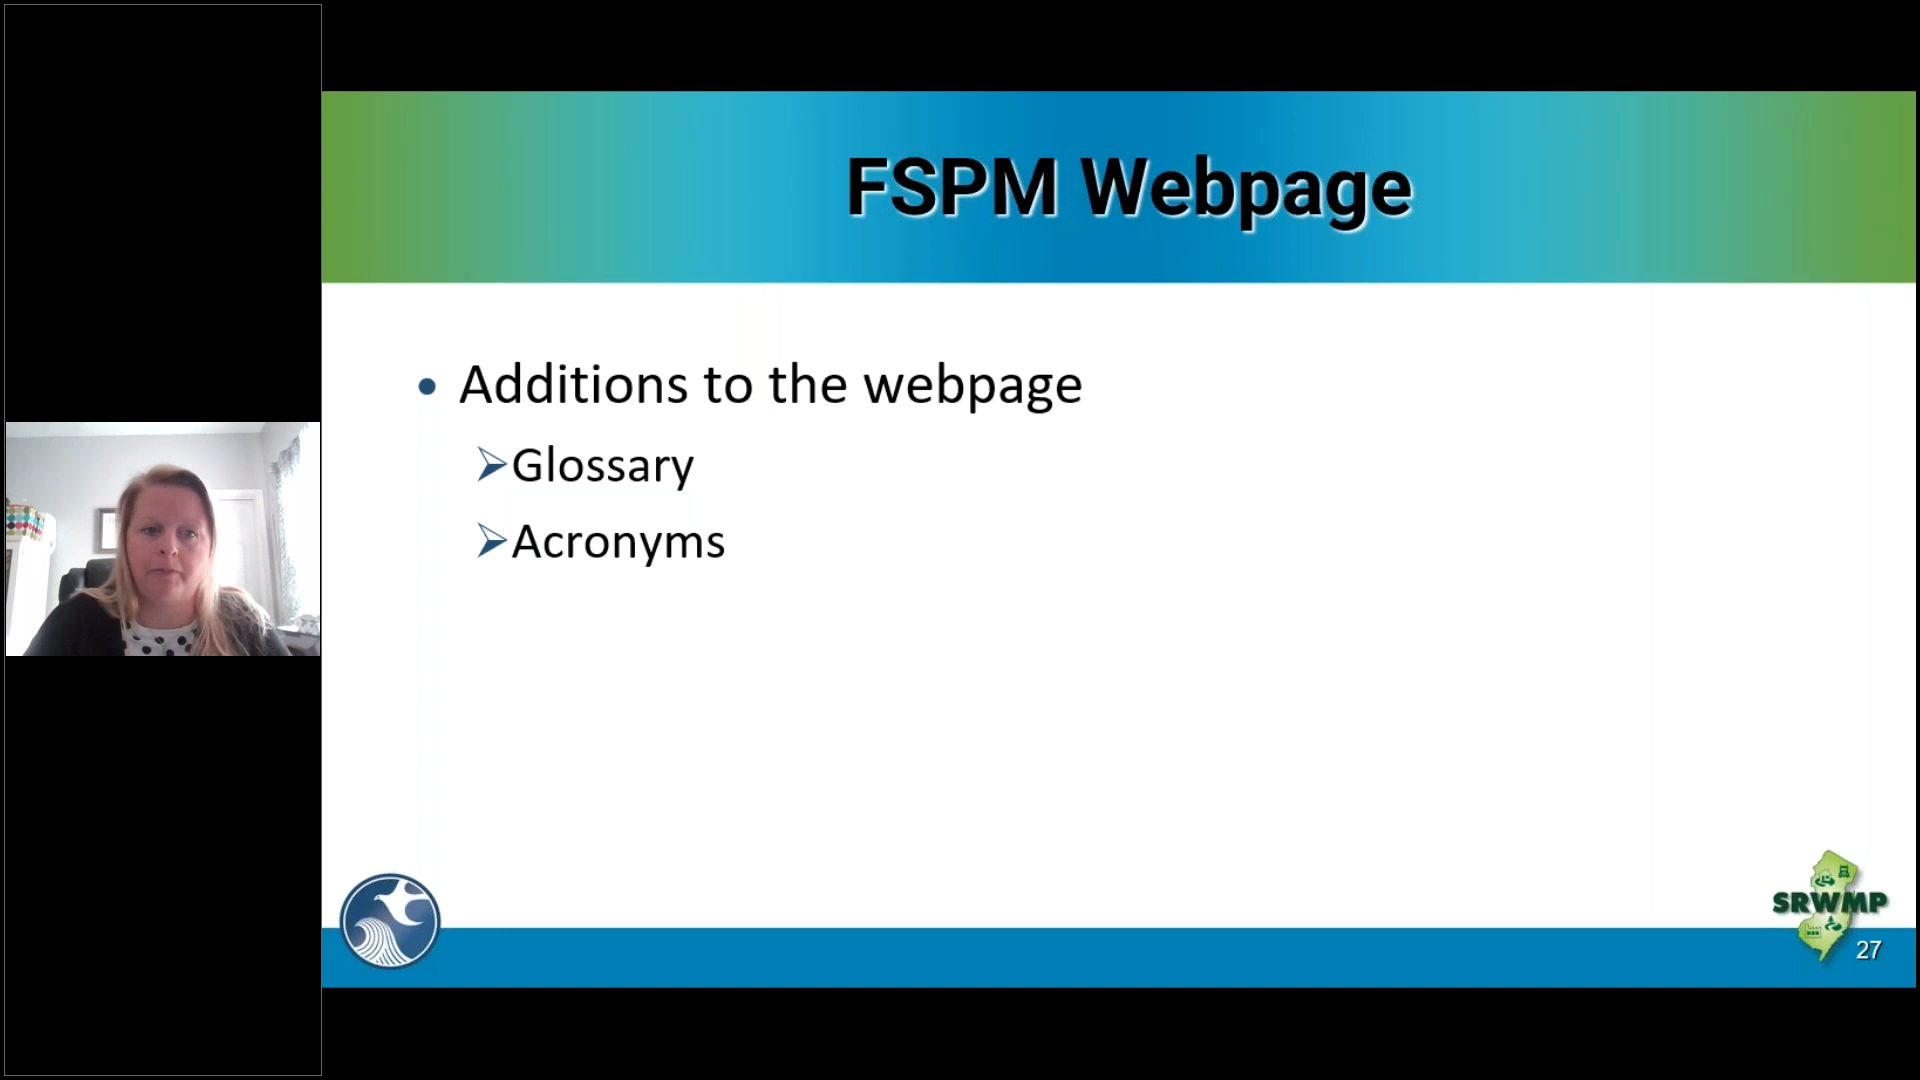 FSPM Webpage
Additions to the webpage
Glossary
Acronyms
SRWMP
27